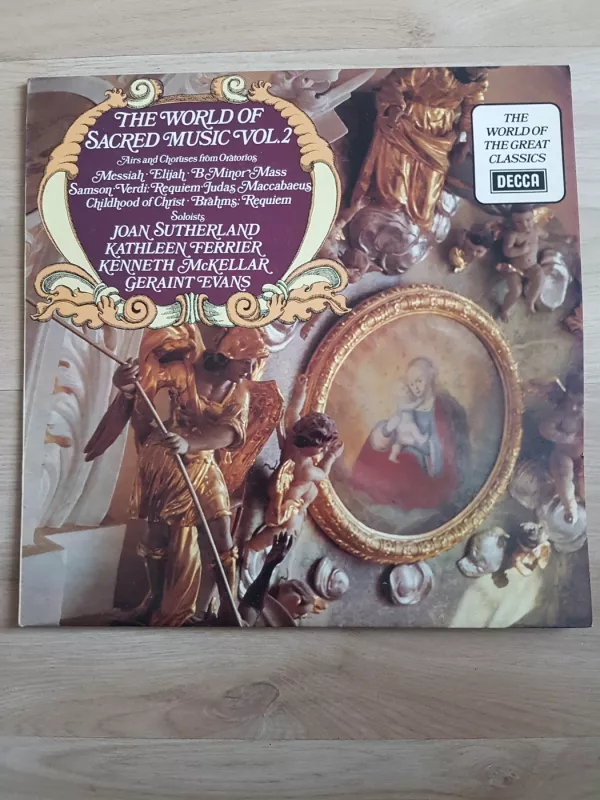 THE WORLD OF
SACRED MUSIC VOL.2
Airs and Choruses from Oratorios
Messiah · Elijah · B Minor Mass
Samson · Verdi: Requiem · Judas Maccabaeus
Childhood of Christ · Brahms: Requiem
Soloists
JOAN SUTHERLAND
KATHLEEN FERRIER
KENNETH McKELLAR
GERAINT EVANS
THE
WORLD OF
THE GREAT
CLASSICS
DECCA